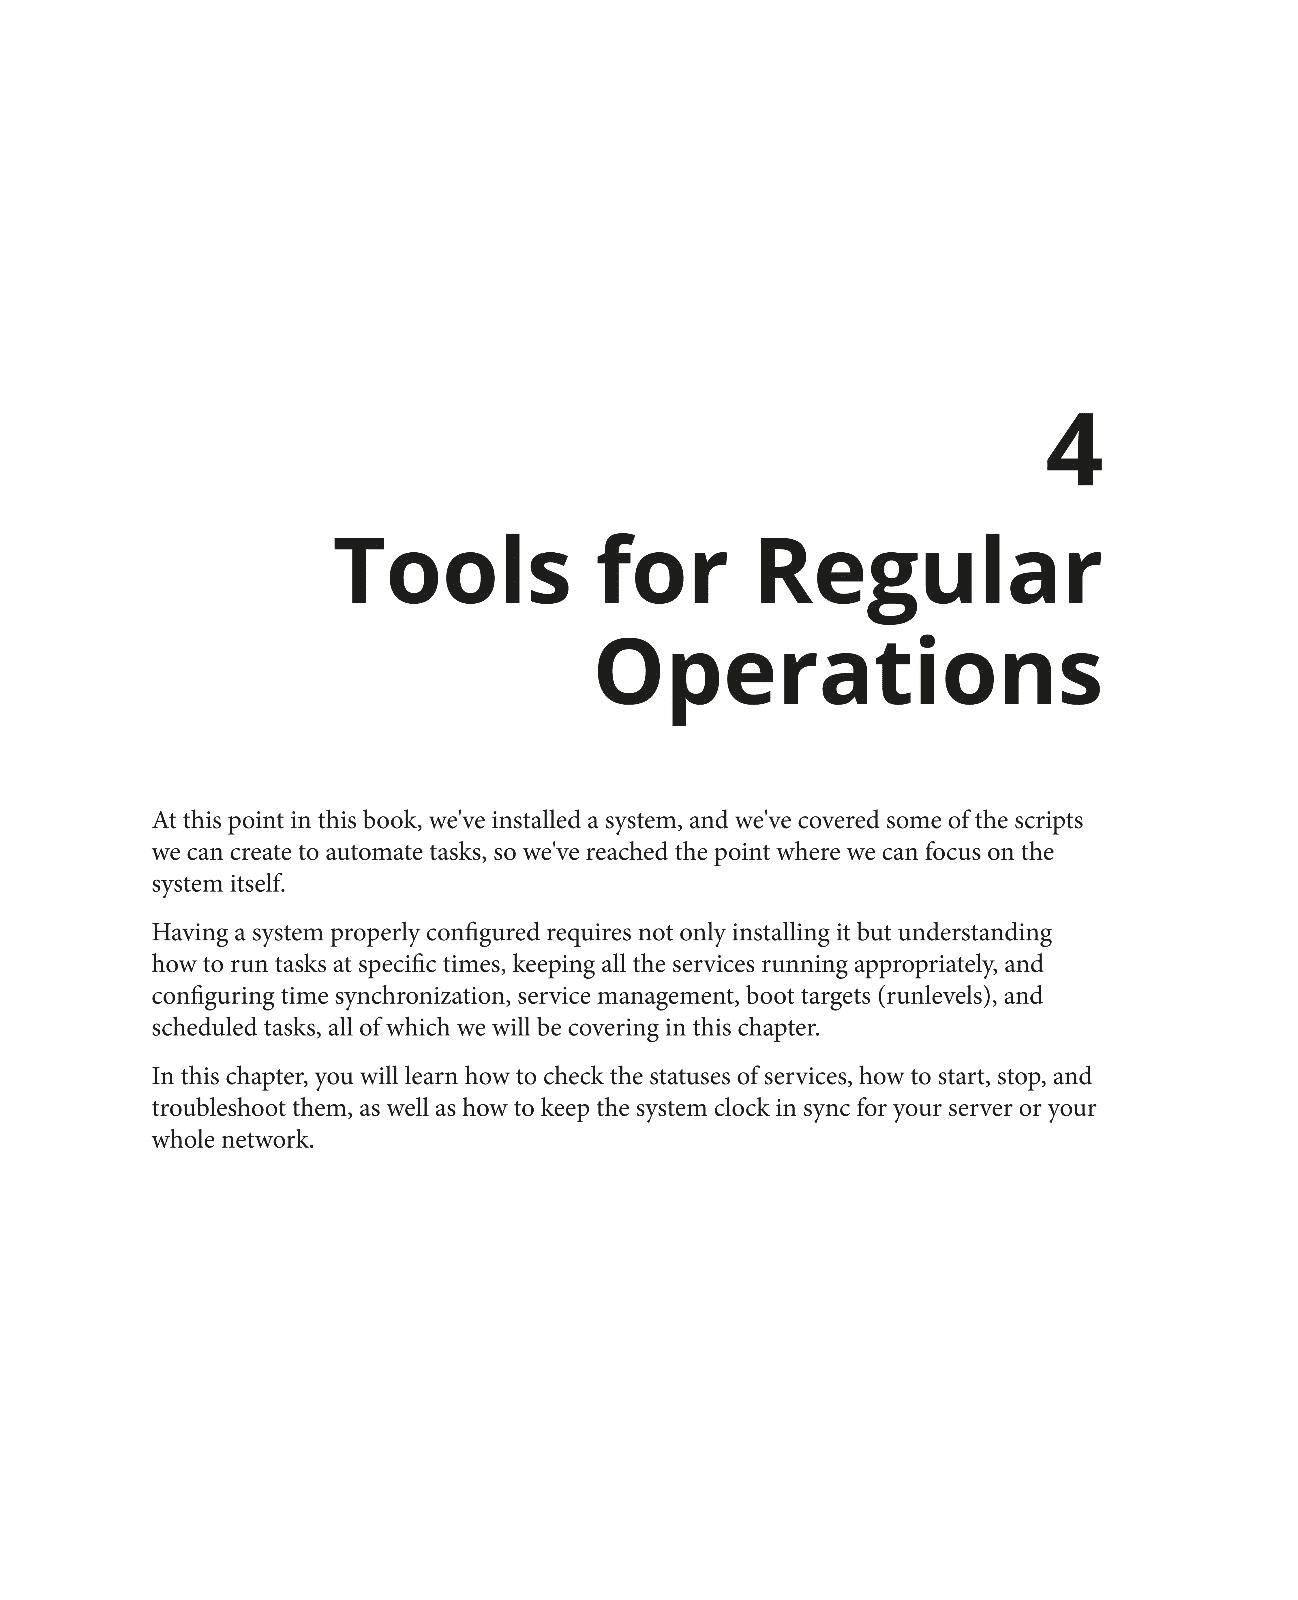 4
Tools for Regular
Operations
At this point in this book, we've installed a system, and we've covered some of the scripts
we can create to automate tasks, so we've reached the point where we can focus on the
system itself.
Having a system properly configured requires not only installing it but understanding
how to run tasks at specific times, keeping all the services running appropriately, and
configuring time synchronization, service management, boot targets (runlevels), and
scheduled tasks, all of which we will be covering in this chapter.
In this chapter, you will learn how to check the statuses of services, how to start, stop, and
troubleshoot them, as well as how to keep the system clock in sync for your server or your
whole network.